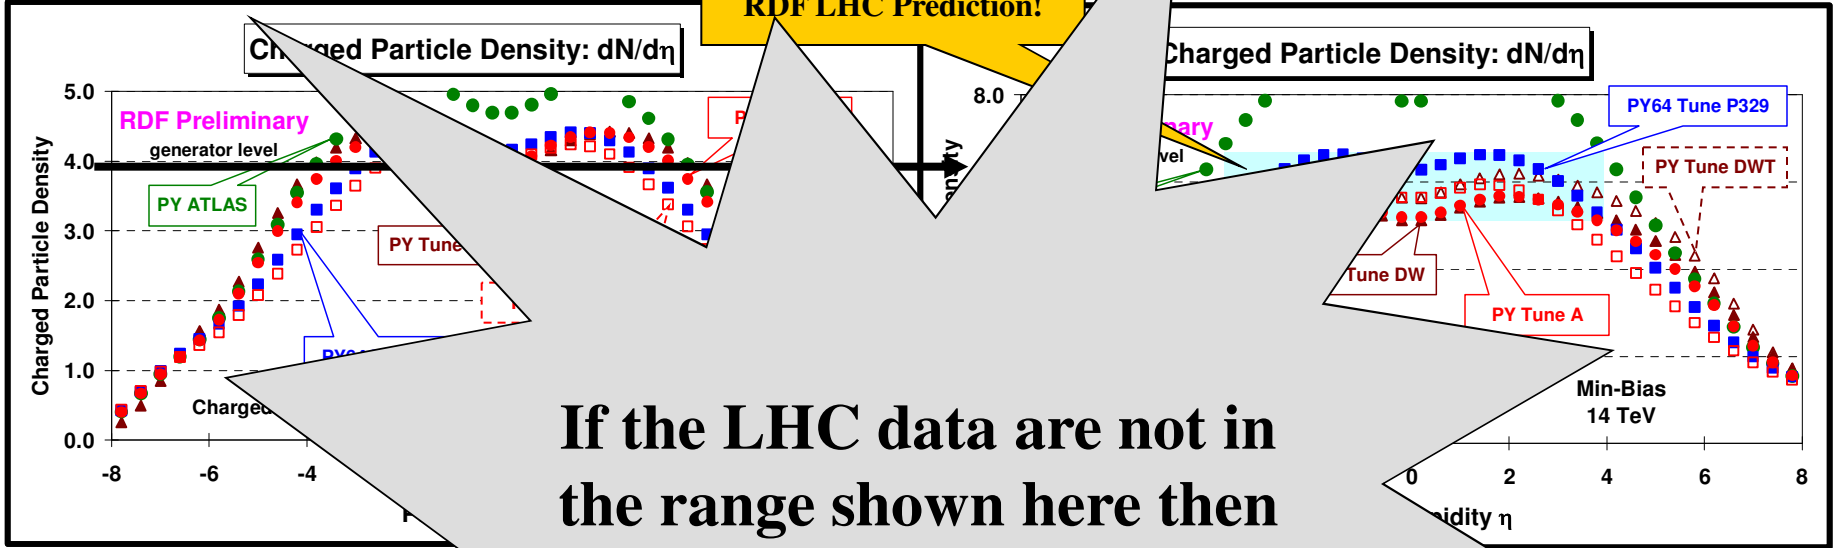 RDF LHC Prediction!
Charged Particle Density: dN/dη
RDF Preliminary
generator level
Charged Particle Density
5.0
4.0
3.0
2.0
1.0
0.0
-8
-6
-4
PY ATLAS
PY Tune
Charged
Charged Particle Density: dN/dη
8.0
PY64 Tune P329
PY Tune DWT
Tune DW
PY Tune A
Min-Bias
14 TeV
0
2
4
6
8
η
If the LHC data are not in
the range shown here then